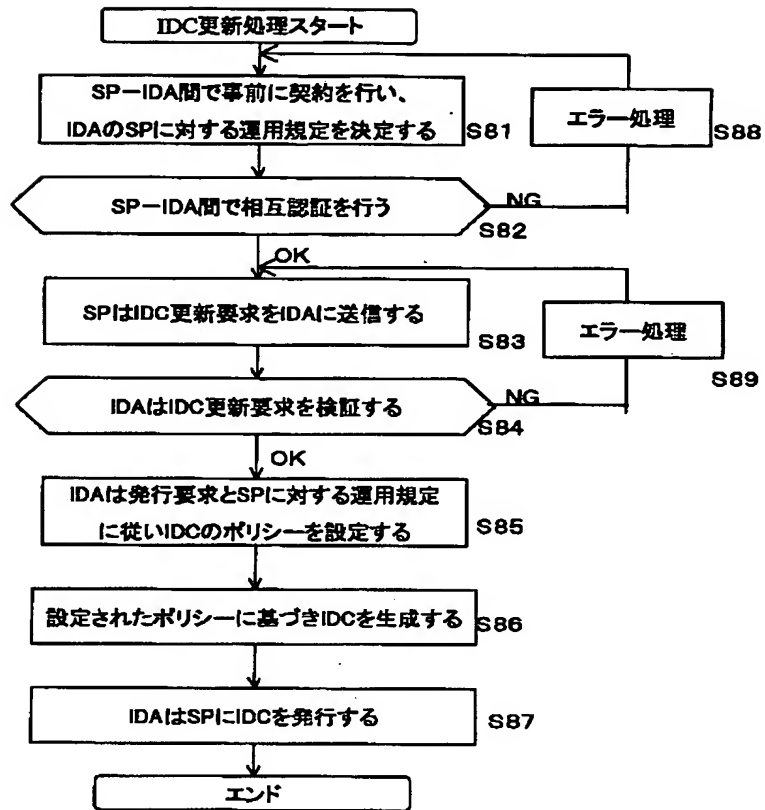 IDC更新処理スタート
SP－IDA間で事前に契約を行い、
IDAのSPに対する運用規定を決定する
S81
エラー処理
S88
SP－IDA間で相互認証を行う
NG
S82
OK
SPはIDC更新要求をIDAに送信する
S83
エラー処理
S89
IDAはIDC更新要求を検証する
NG
S84
OK
IDAは発行要求とSPに対する運用規定
に従いIDCのポリシーを設定する
S85
設定されたポリシーに基づきIDCを生成する
S86
IDAはSPにIDCを発行する
S87
エンド